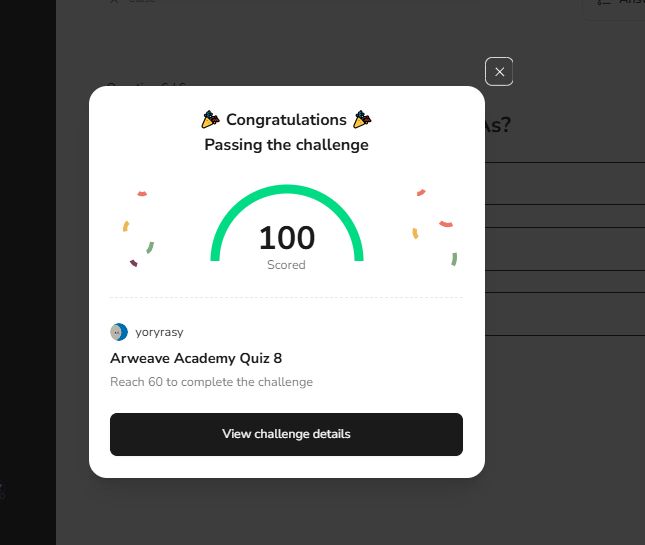 Congratulations
Passing the challenge
100
Scored
yoryrasy
Arweave Academy Quiz 8
Reach 60 to complete the challenge
View challenge details
As?